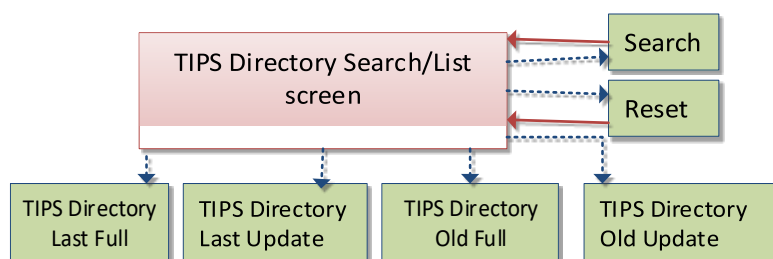 TIPS Directory Search/List
screen
Search
Reset
TIPS Directory
Last Full
TIPS Directory
Last Update
TIPS Directory
Old Full
TIPS Directory
Old Update